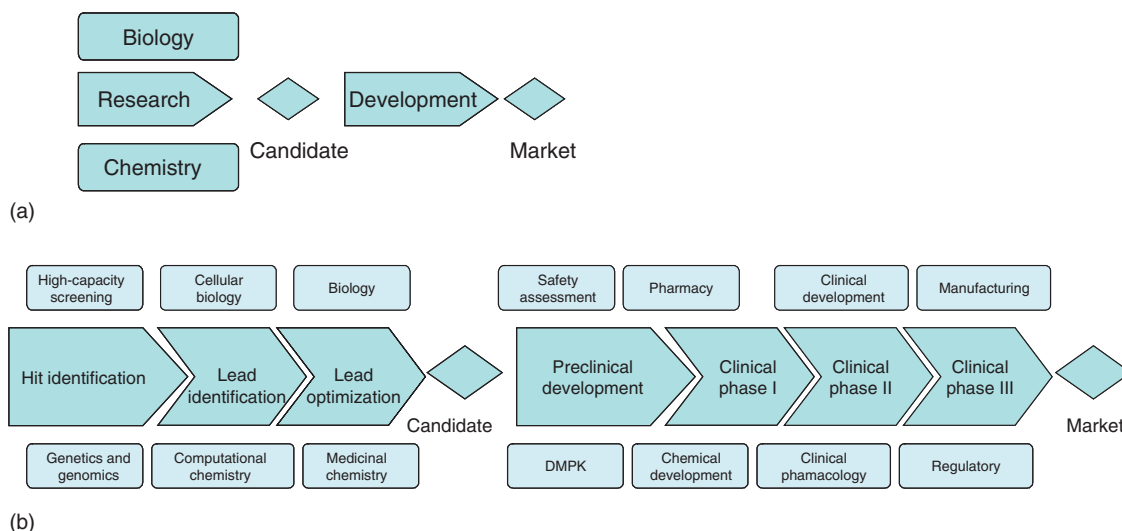 Biology
Research
Development
Candidate
Market
Chemistry
(a)
High-capacity
screening
Cellular
biology
Biology
Safety
assessment
Pharmacy
Clinical
development
Manufacturing
Hit identification
Lead
identification
Lead
optimization
Candidate
Preclinical
development
Clinical
phase I
Clinical
phase II
Clinical
phase III
Market
Genetics and
genomics
Computational
chemistry
Medicinal
chemistry
DMPK
Chemical
development
Clinical
phamacology
Regulatory
(b)